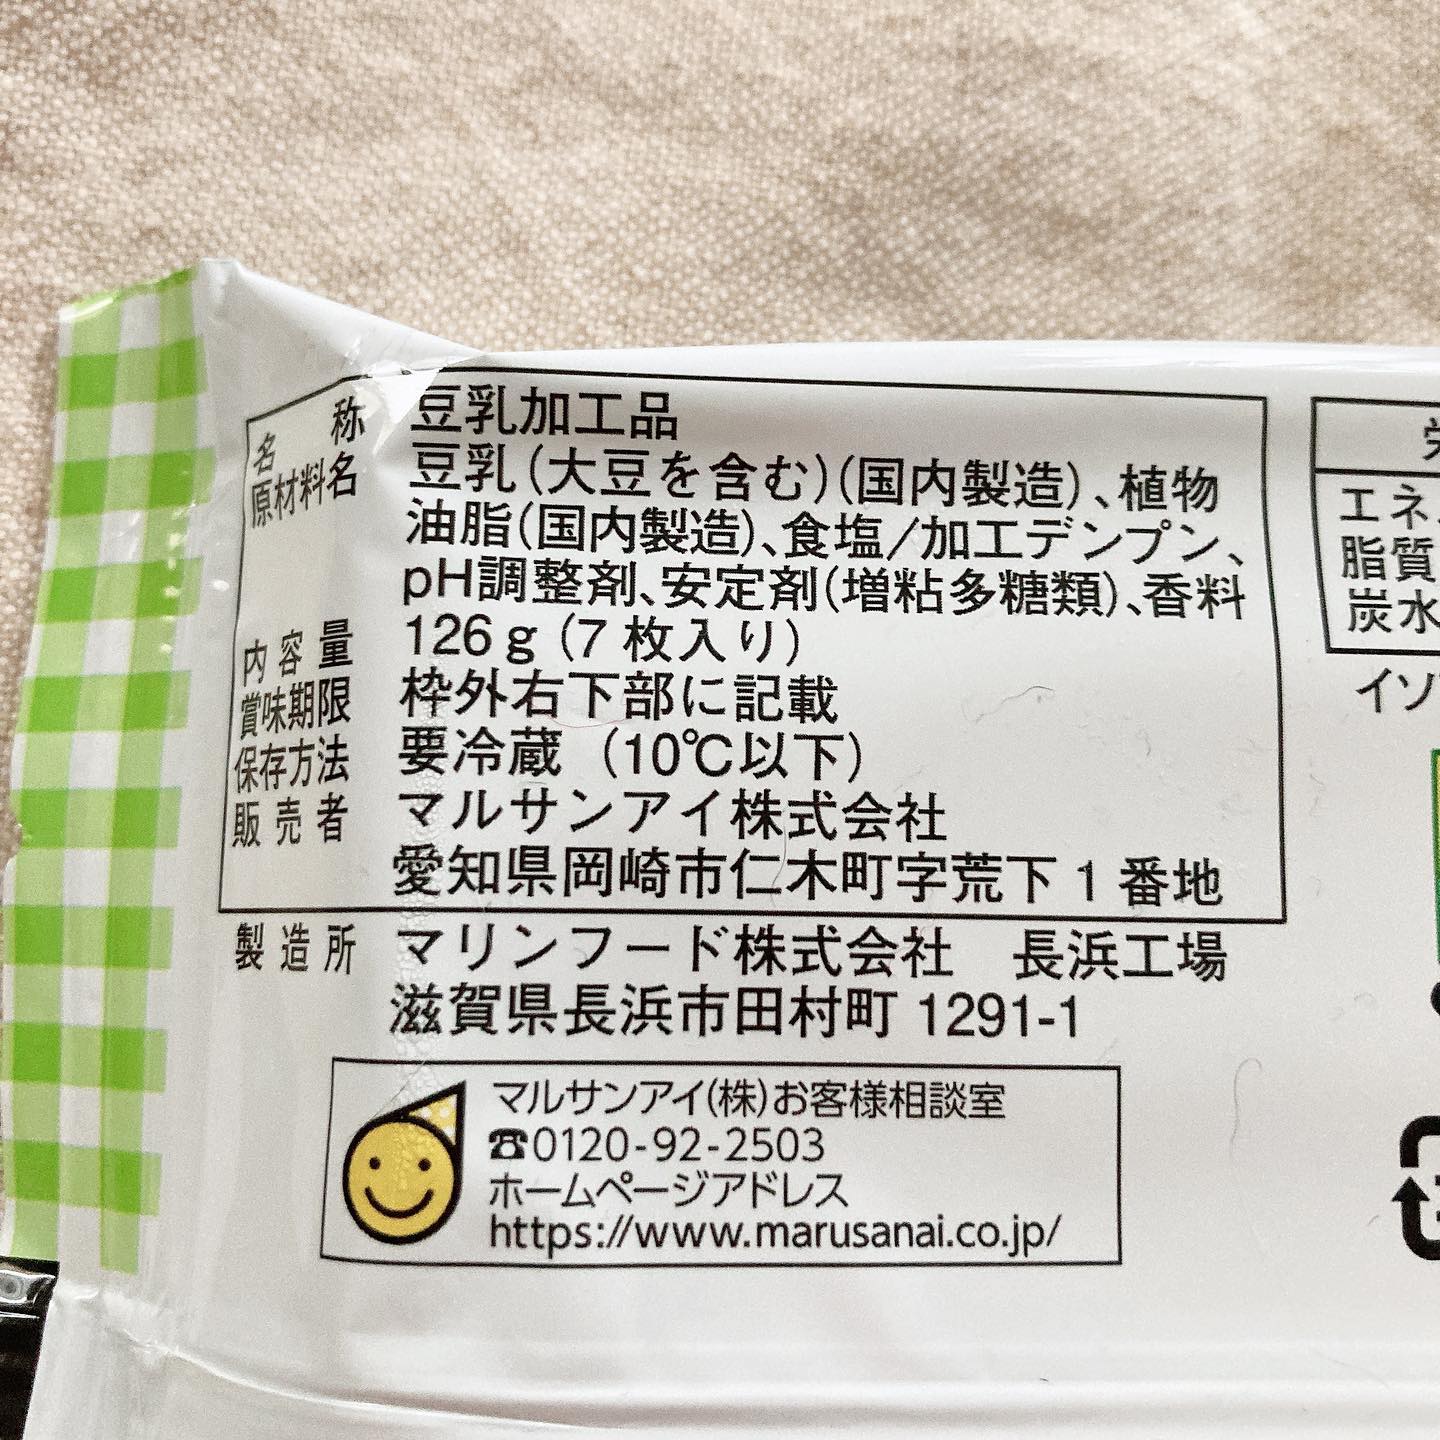 名称 豆乳加工品
原材料名 豆乳(大豆を含む)(国内製造)、植物
油脂(国内製造)、食塩/加工デンプン、
pH調整剤、安定剤(増粘多糖類)、香料
内容量 126g(7枚入り)
賞味期限 枠外右下部に記載
保存方法 要冷蔵(10℃以下)
販売者 マルサンアイ株式会社
愛知県岡崎市仁木町字荒下1番地
製造所 マリンフード株式会社 長浜工場
滋賀県長浜市田村町1291-1
マルサンアイ(株)お客様相談室
☎0120-92-2503
ホームページアドレス
https://www.marusanai.co.jp/
栄
エネ
脂質
炭水
イソ